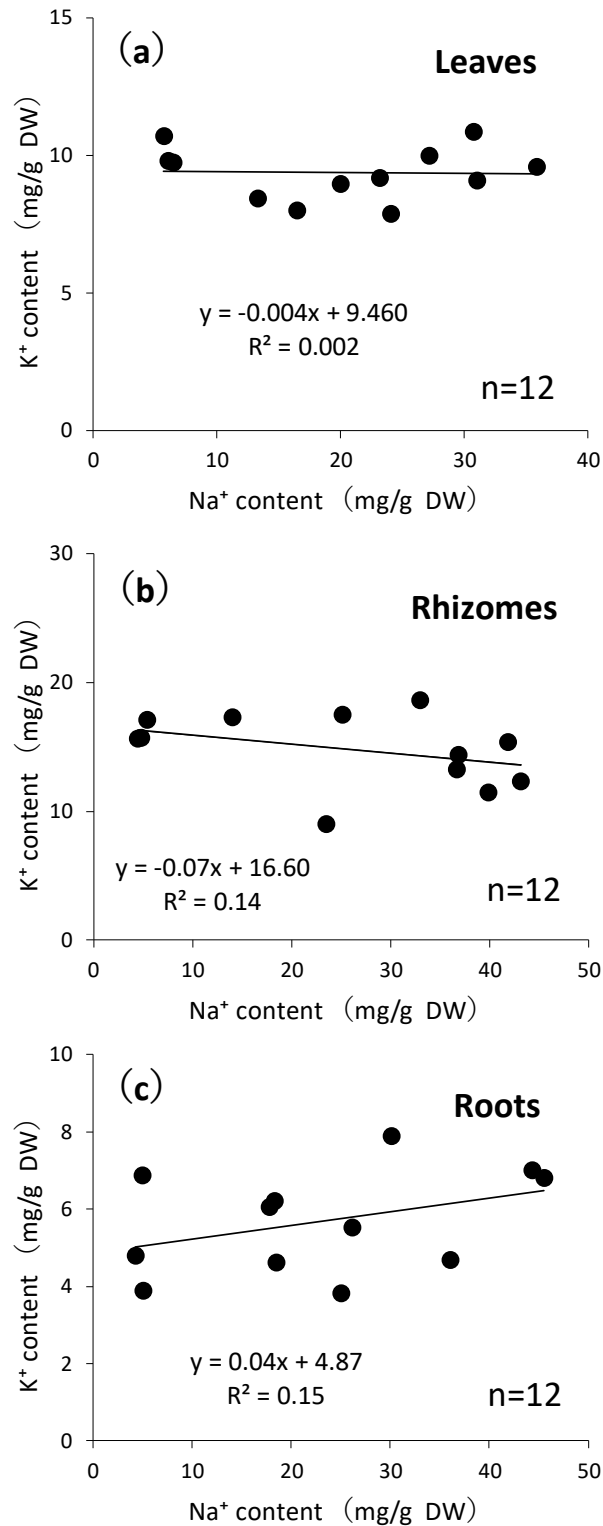 (a)
Leaves
15
10
5
0
K⁺ content (mg/g DW)
y = -0.004x + 9.460
R² = 0.002
n=12
0 10 20 30 40
Na⁺ content (mg/g DW)
(b)
Rhizomes
30
20
10
0
K⁺ content (mg/g DW)
y = -0.07x + 16.60
R² = 0.14
n=12
0 10 20 30 40 50
Na⁺ content (mg/g DW)
(c)
Roots
10
8
6
4
2
0
K⁺ content (mg/g DW)
y = 0.04x + 4.87
R² = 0.15
n=12
0 10 20 30 40 50
Na⁺ content (mg/g DW)